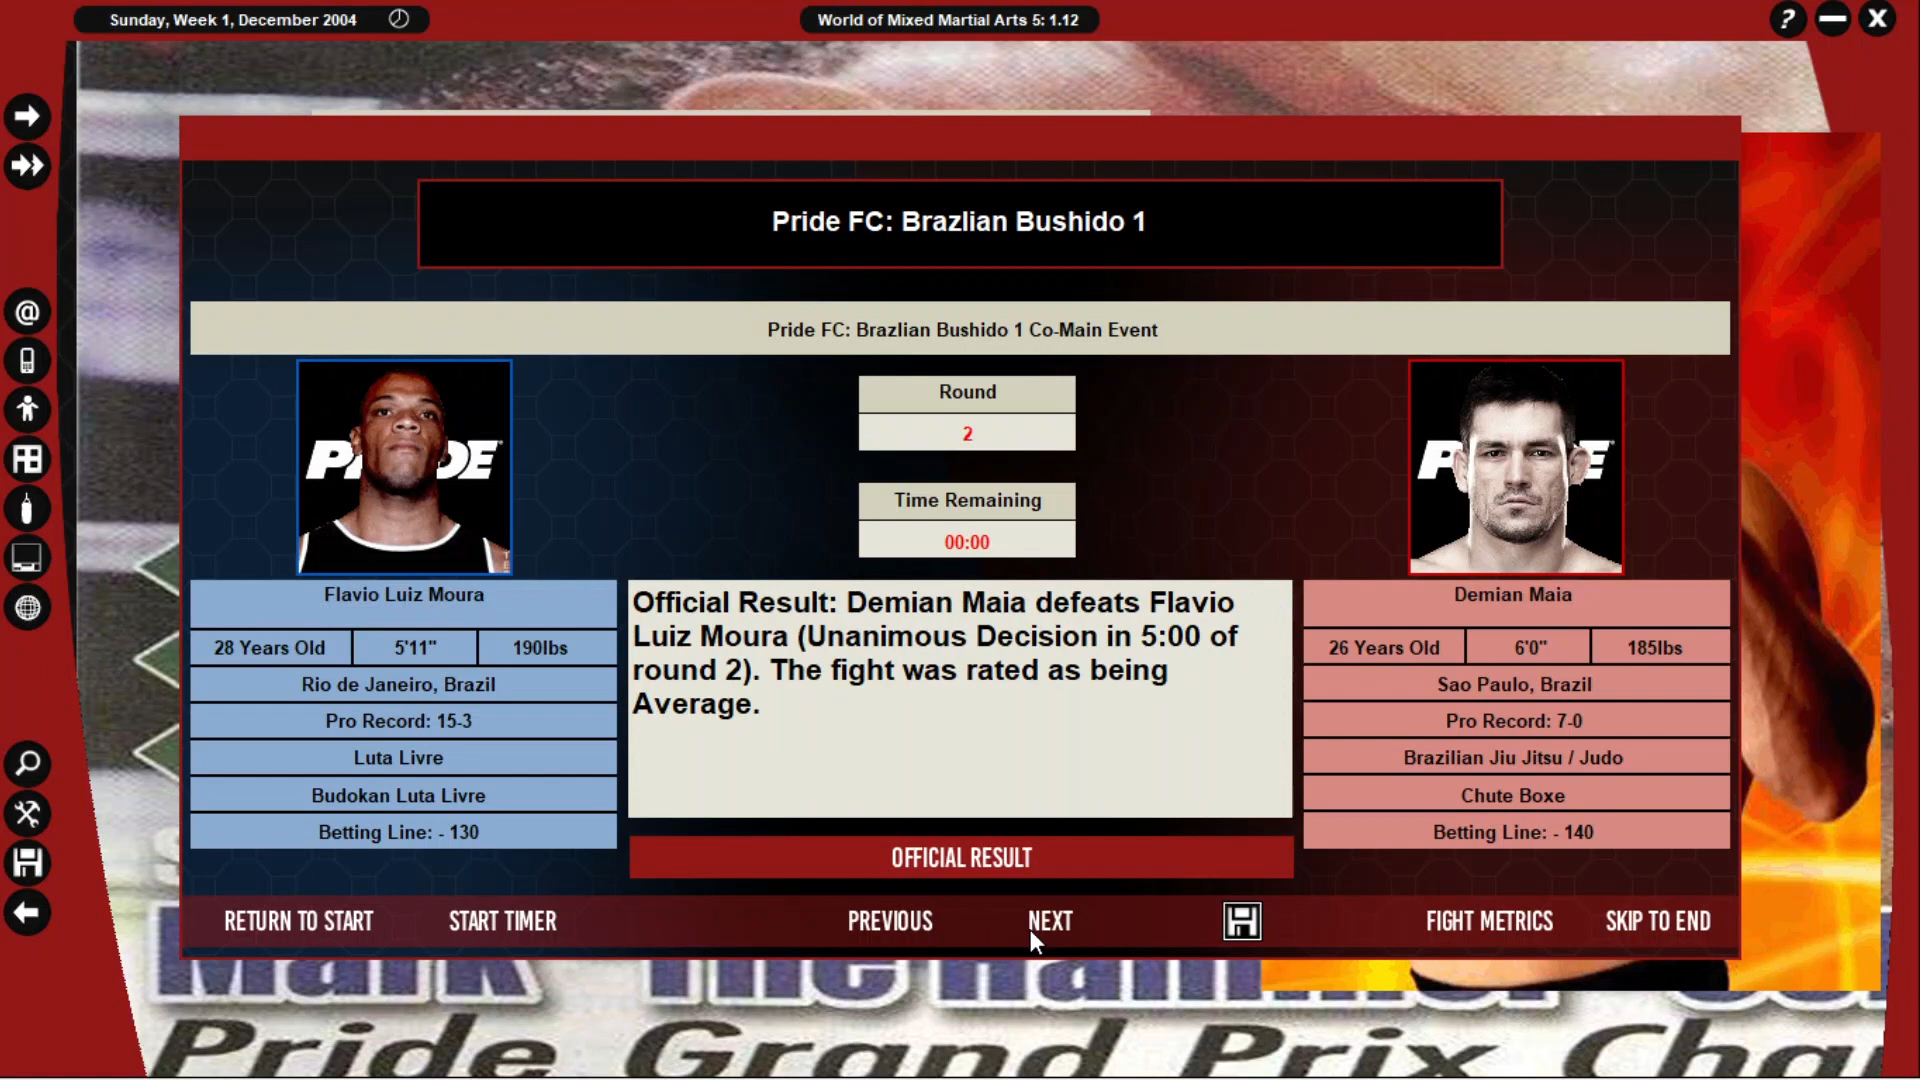 Sunday, Week 1, December 2004
World of Mixed Martial Arts 5: 1.12
?
X
@
Pride FC: Brazlian Bushido 1
Pride FC: Brazlian Bushido 1 Co-Main Event
Round
2
Time Remaining
00:00
Flavio Luiz Moura
28 Years Old
5'11"
190lbs
Rio de Janeiro, Brazil
Pro Record: 15-3
Luta Livre
Budokan Luta Livre
Betting Line: - 130
Official Result: Demian Maia defeats Flavio
Luiz Moura (Unanimous Decision in 5:00 of
round 2). The fight was rated as being
Average.
OFFICIAL RESULT
Demian Maia
26 Years Old
6'0"
185lbs
Sao Paulo, Brazil
Pro Record: 7-0
Brazilian Jiu Jitsu / Judo
Chute Boxe
Betting Line: - 140
RETURN TO START
START TIMER
PREVIOUS
NEXT
FIGHT METRICS
SKIP TO END
Pride Grand Prix